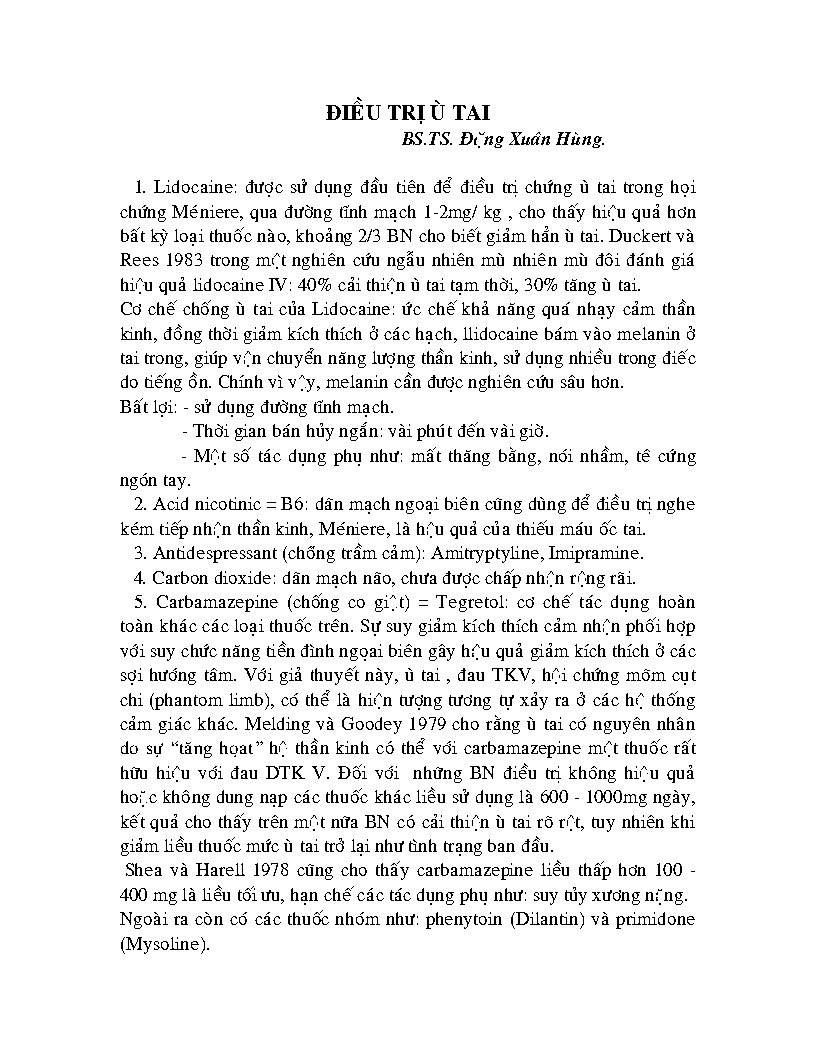 ĐIỀU TRỊ Ù TAI
BS.TS. Đặng Xuân Hùng.
1. Lidocaine: được sử dụng đầu tiên để điều trị chứng ù tai trong họi
chứng Méniere, qua đường tĩnh mạch 1-2mg/ kg , cho thấy hiệu quả hơn
bất kỳ loại thuốc nào, khoảng 2/3 BN cho biết giảm hẳn ù tai. Duckert và
Rees 1983 trong một nghiên cứu ngẫu nhiên mù nhiên mù đôi đánh giá
hiệu quả lidocaine IV: 40% cải thiện ù tai tạm thời, 30% tăng ù tai.
Cơ chế chống ù tai của Lidocaine: ức chế khả năng quá nhạy cảm thần
kinh, đồng thời giảm kích thích ở các hạch, llidocaine bám vào melanin ở
tai trong, giúp vận chuyển năng lượng thần kinh, sử dụng nhiều trong điếc
do tiếng ồn. Chính vì vậy, melanin cần được nghiên cứu sâu hơn.
Bất lợi: - sử dụng đường tĩnh mạch.
- Thời gian bán hủy ngắn: vài phút đến vài giờ.
- Một số tác dụng phụ như: mất thăng bằng, nói nhầm, tê cứng
ngón tay.
2. Acid nicotinic = B6: dãn mạch ngoại biên cũng dùng để điều trị nghe
kém tiếp nhận thần kinh, Méniere, là hậu quả của thiếu máu ốc tai.
3. Antidespressant (chỗng trầm cảm): Amitryptyline, Imipramine.
4. Carbon dioxide: dãn mạch não, chưa được chấp nhận rộng rãi.
5. Carbamazepine (chống co giật) = Tegretol: cơ chế tác dụng hoàn
toàn khác các loại thuốc trên. Sự suy giảm kích thích cảm nhận phối hợp
với suy chức năng tiền đình ngọai biên gây hậu quả giảm kích thích ở các
sợi hướng tâm. Với giả thuyết này, ù tai , đau TKV, hội chứng mõm cụt
chi (phantom limb), có thể là hiện tượng tương tự xảy ra ở các hệ thống
cảm giác khác. Melding và Goodey 1979 cho rằng ù tai có nguyên nhân
do sự “tăng họat” hệ thần kinh có thể với carbamazepine một thuốc rất
hữu hiệu với đau DTK V. Đối với những BN điều trị không hiệu quả
hoặc không dung nạp các thuốc khác liều sử dụng là 600 - 1000mg ngày,
kết quả cho thấy trên một nữa BN có cải thiện ù tai rõ rệt, tuy nhiên khi
giảm liều thuốc mức ù tai trở lại như tình trạng ban đầu.
Shea và Harell 1978 cũng cho thấy carbamazepine liều thấp hơn 100 -
400 mg là liều tối ưu, hạn chế các tác dụng phụ như: suy tủy xương nặng.
Ngoài ra còn có các thuốc nhóm như: phenytoin (Dilantin) và primidone
(Mysoline).